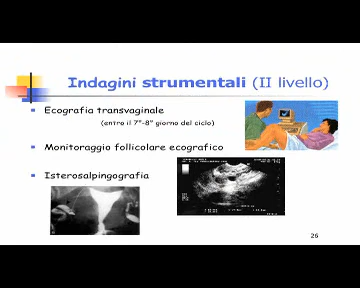 Indagini strumentali (II livello)
Ecografia transvaginale
(entro il 7°-8° giorno del ciclo)
Monitoraggio follicolare ecografico
Isterosalpingografia
26